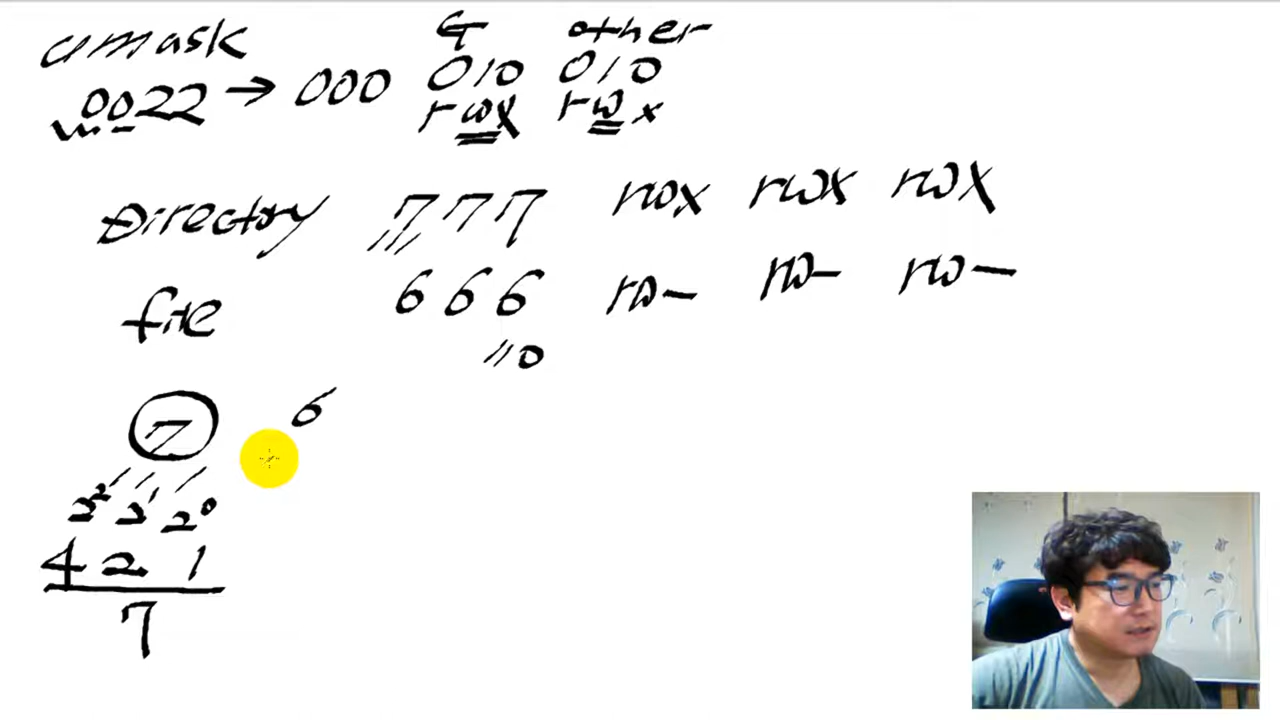 umask G other
0022 → 000 010 010
rwx rwx
Directory 777 rwx rwx rwx
file 666 rw- rw- rw-
110
7 6
111
2² 2¹ 2⁰
4 2 1
7